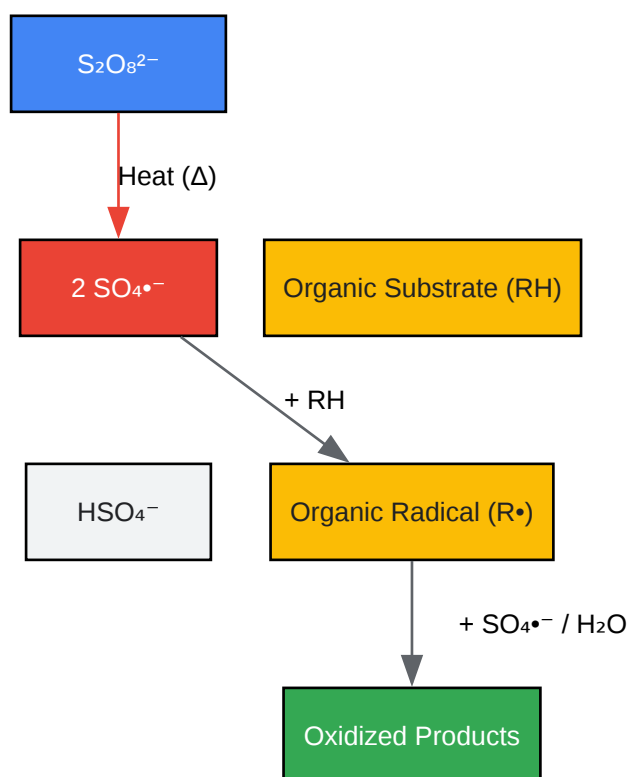 S₂O₈²⁻
Heat (Δ)
2 SO₄•⁻
Organic Substrate (RH)
+ RH
HSO₄⁻
Organic Radical (R•)
+ SO₄•⁻ / H₂O
Oxidized Products